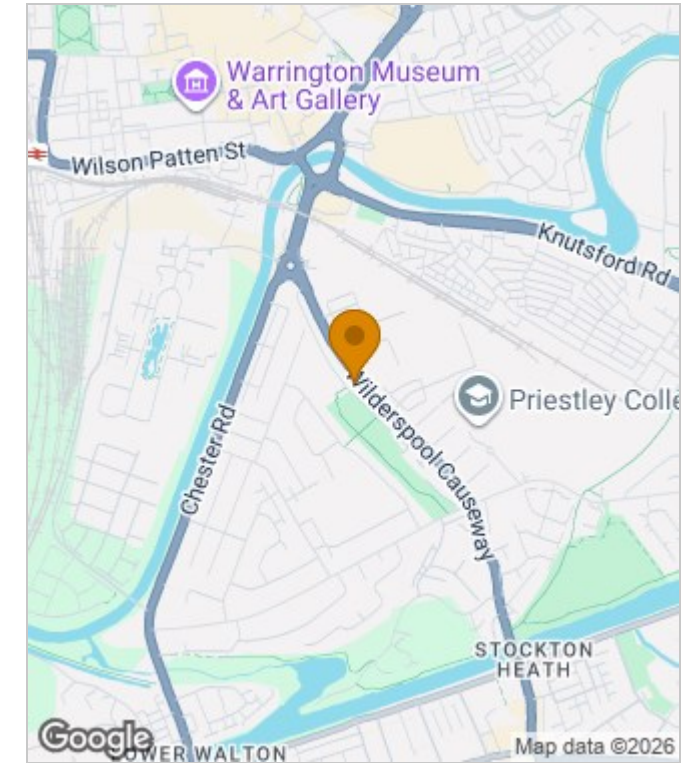 Warrington Museum
& Art Gallery
Wilson Patten St
Knutsford Rd
Wilderspool Causeway
Priestley Colle
Chester Rd
STOCKTON
HEATH
LOWER WALTON
Google
Map data ©2026